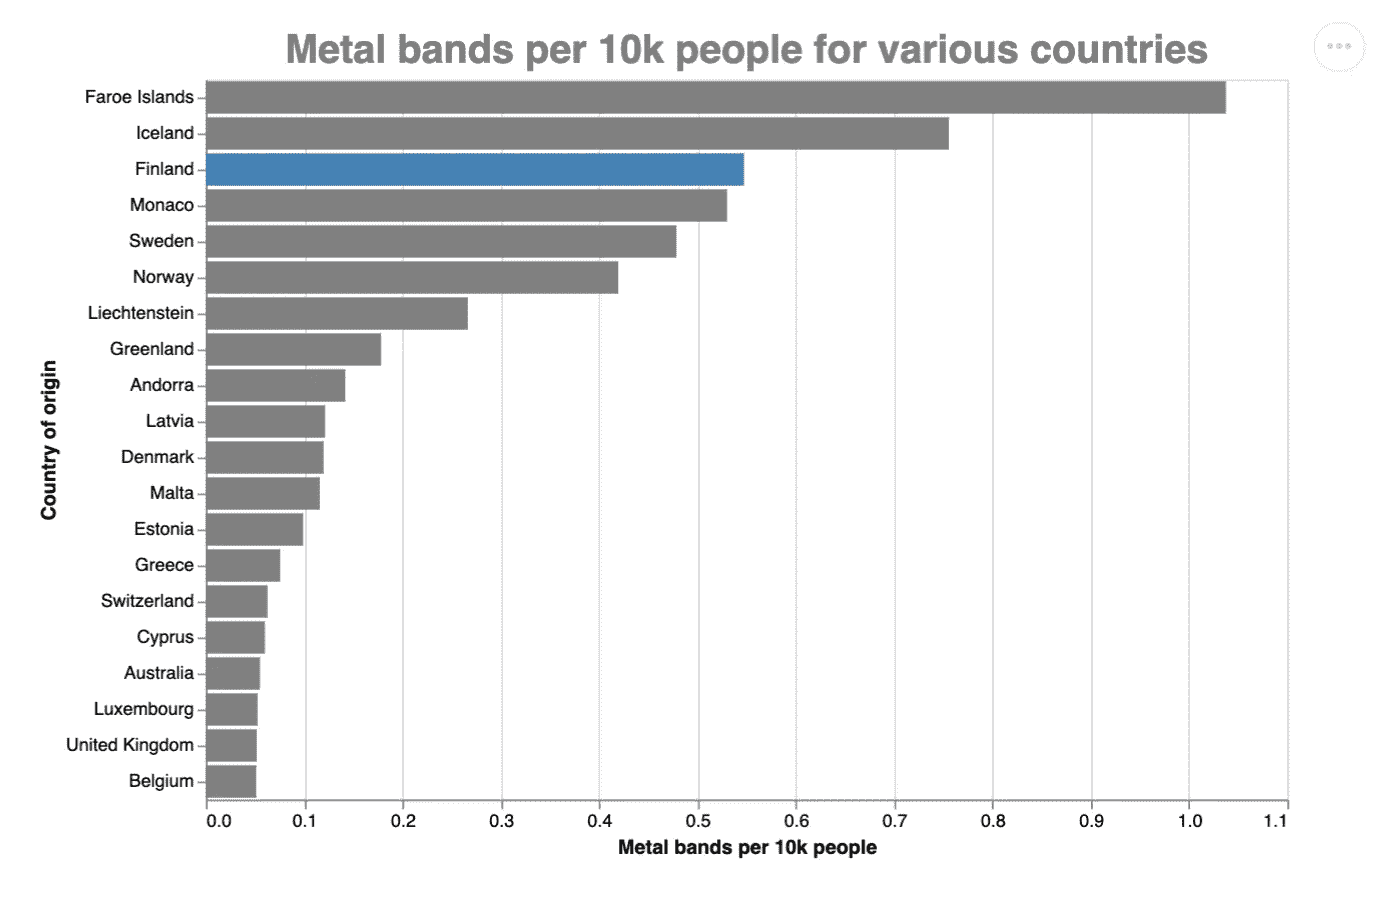 Metal bands per 10k people for various countries
Faroe Islands
Iceland
Finland
Monaco
Sweden
Norway
Liechtenstein
Greenland
Andorra
Latvia
Denmark
Malta
Estonia
Greece
Switzerland
Cyprus
Australia
Luxembourg
United Kingdom
Belgium
Country of origin
0.0 0.1 0.2 0.3 0.4 0.5 0.6 0.7 0.8 0.9 1.0 1.1
Metal bands per 10k people